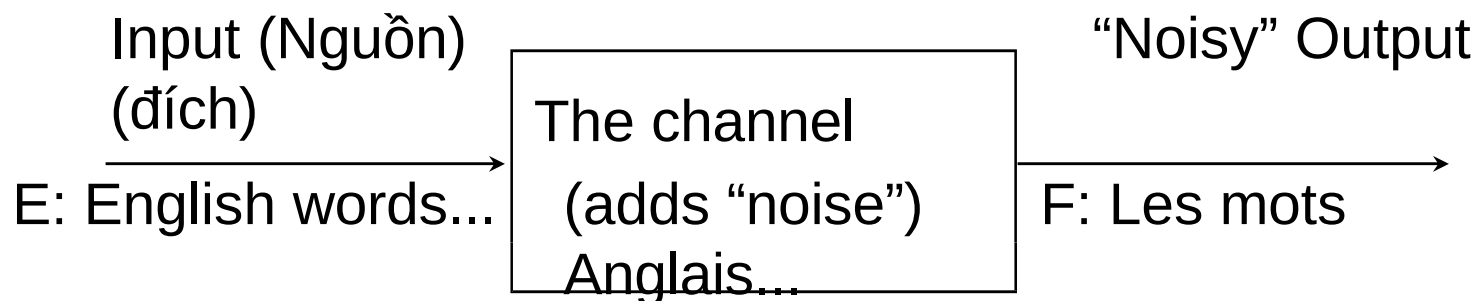 Input (Nguồn)
(đích)
“Noisy” Output
The channel
(adds “noise”)
Anglais...
E: English words...
F: Les mots